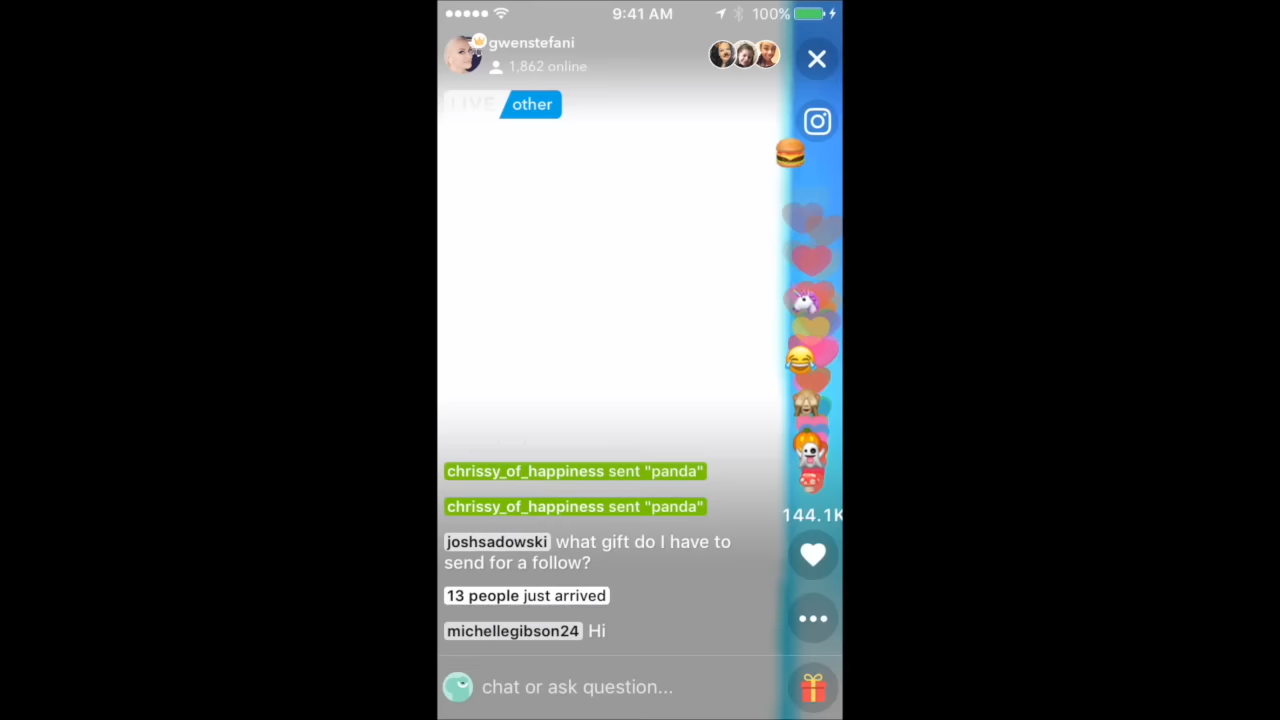 9:41 AM
100%
gwenstefani
1,862 online
LIVE other
chrissy_of_happiness sent "panda"
chrissy_of_happiness sent "panda"
joshsadowski what gift do I have to
send for a follow?
144.1K
13 people just arrived
michellegibson24 Hi
chat or ask question...